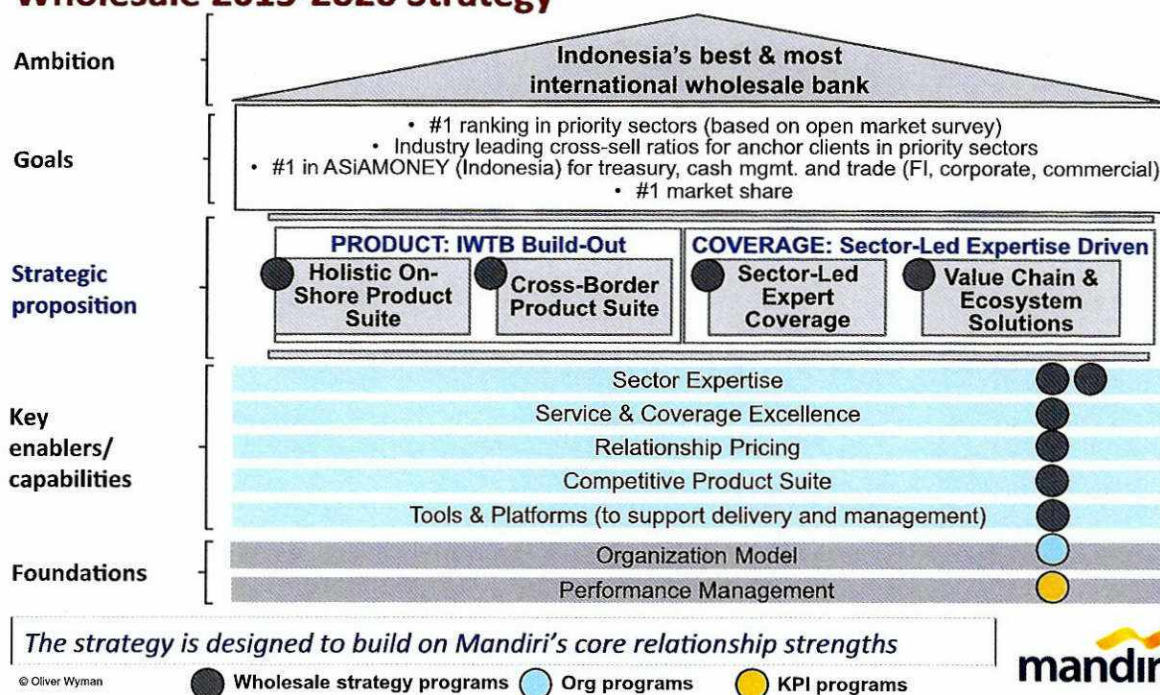 Wholesale 2015-2020 Strategy
Ambition
Indonesia's best & most
international wholesale bank
Goals
• #1 ranking in priority sectors (based on open market survey)
• Industry leading cross-sell ratios for anchor clients in priority sectors
• #1 in ASiAMONEY (Indonesia) for treasury, cash mgmt. and trade (FI, corporate, commercial)
• #1 market share
Strategic
proposition
PRODUCT: IWTB Build-Out
Holistic On-
Shore Product
Suite
Cross-Border
Product Suite
COVERAGE: Sector-Led Expertise Driven
Sector-Led
Expert
Coverage
Value Chain &
Ecosystem
Solutions
Key
enablers/
capabilities
Sector Expertise
Service & Coverage Excellence
Relationship Pricing
Competitive Product Suite
Tools & Platforms (to support delivery and management)
Foundations
Organization Model
Performance Management
The strategy is designed to build on Mandiri's core relationship strengths
mandiri
© Oliver Wyman
Wholesale strategy programs
Org programs
KPI programs